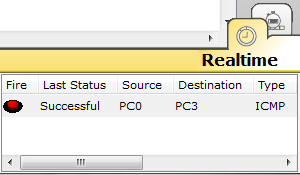 Realtime
Fire Last Status Source Destination Type
Successful PC0 PC3 ICMP